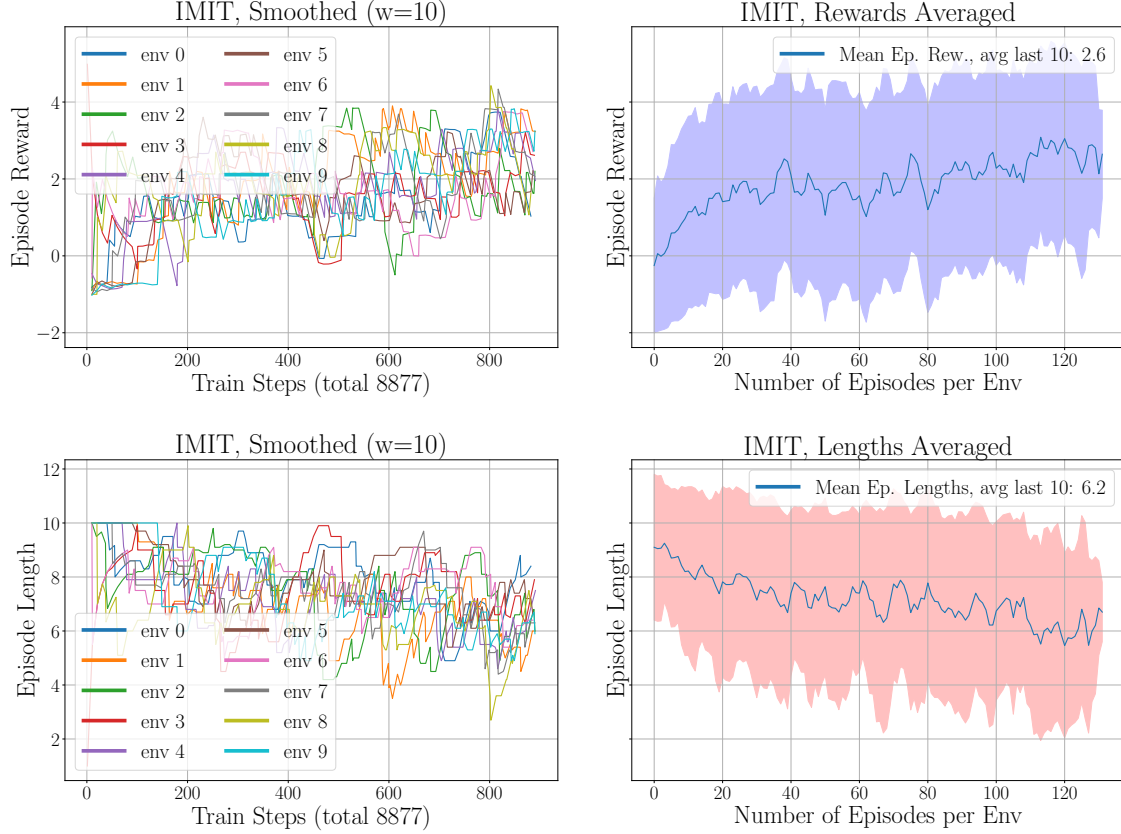 IMIT, Smoothed (w=10)
Episode Reward
4
2
0
−2
env 0
env 1
env 2
env 3
env 4
env 5
env 6
env 7
env 8
env 9
0
200
400
600
800
Train Steps (total 8877)
IMIT, Rewards Averaged
Episode Reward
Mean Ep. Rew., avg last 10: 2.6
0
20
40
60
80
100
120
Number of Episodes per Env
IMIT, Smoothed (w=10)
Episode Length
12
10
8
6
4
2
env 0
env 1
env 2
env 3
env 4
env 5
env 6
env 7
env 8
env 9
0
200
400
600
800
Train Steps (total 8877)
IMIT, Lengths Averaged
Episode Length
Mean Ep. Lengths, avg last 10: 6.2
0
20
40
60
80
100
120
Number of Episodes per Env